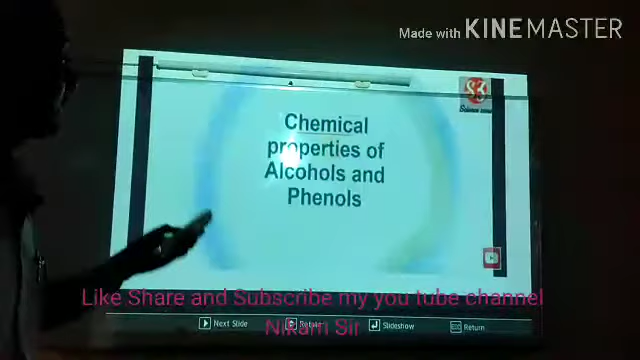 Made with KINEMASTER
Chemical
properties of
Alcohols and
Phenols
Like Share and Subscribe my you tube channel
Nikam Sir
Next Slide
Slideshow
Return